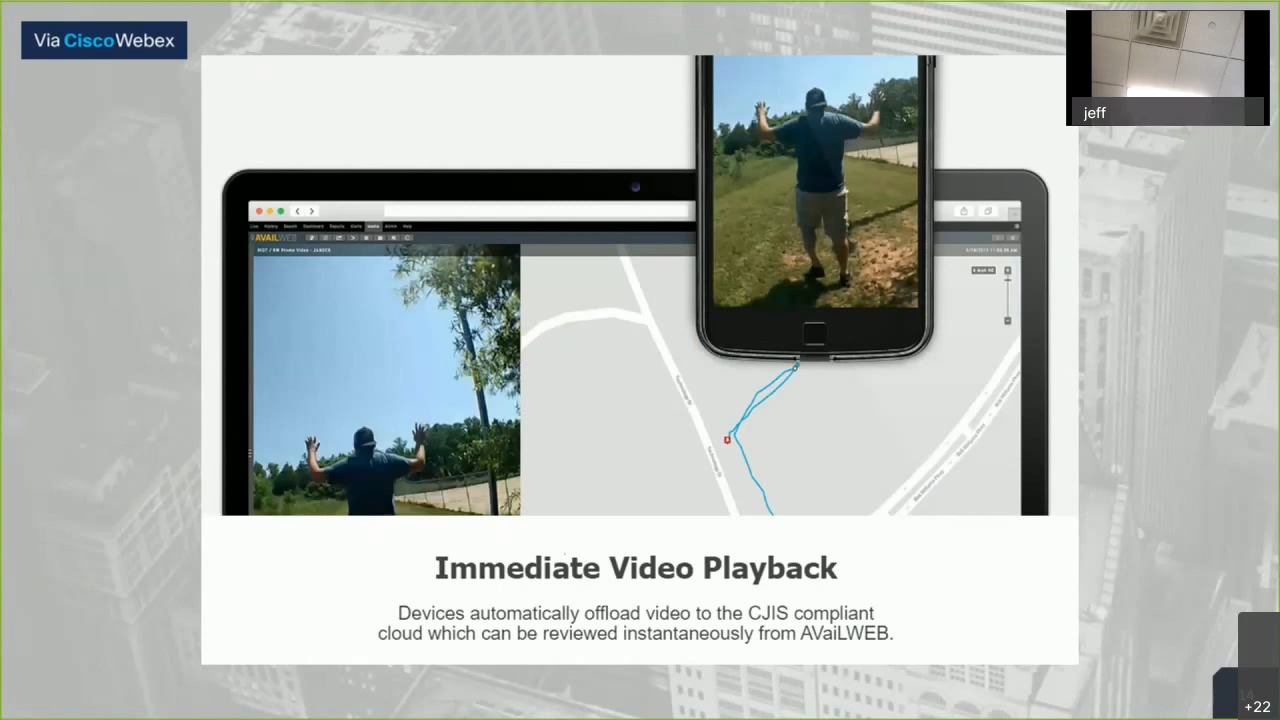 Via CiscoWebex
jeff
AVAILWEB
Immediate Video Playback
Devices automatically offload video to the CJIS compliant
cloud which can be reviewed instantaneously from AVaiLWEB.
14
+22